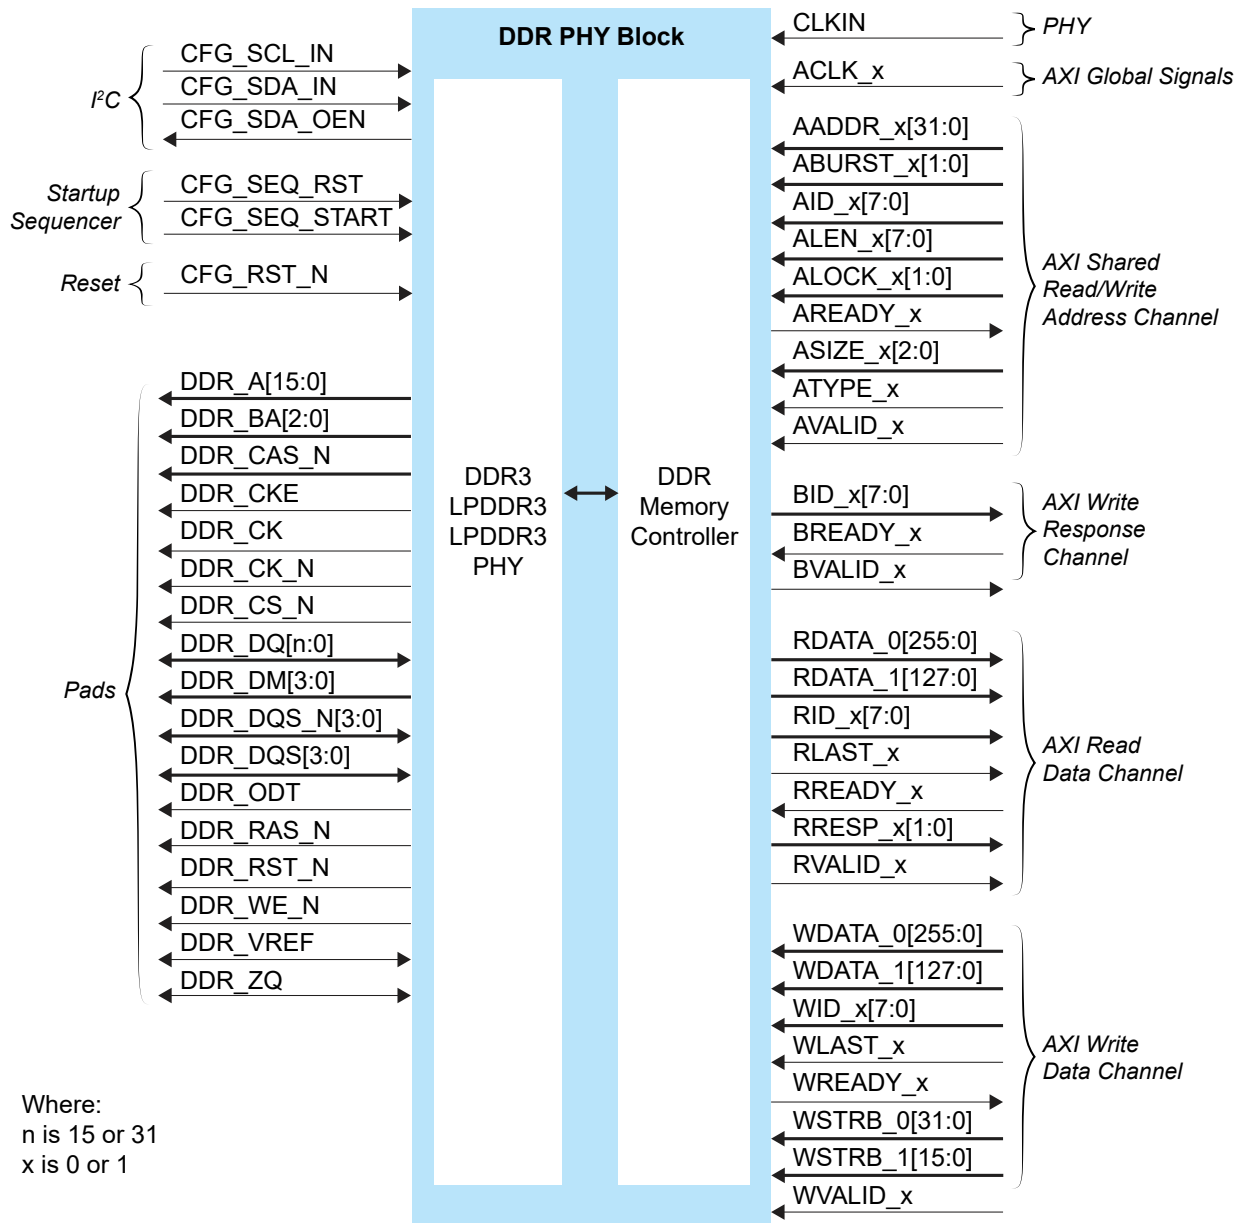 DDR PHY Block
I²C
CFG_SCL_IN
CFG_SDA_IN
CFG_SDA_OEN
Startup
Sequencer
CFG_SEQ_RST
CFG_SEQ_START
Reset
CFG_RST_N
Pads
DDR_A[15:0]
DDR_BA[2:0]
DDR_CAS_N
DDR_CKE
DDR_CK
DDR_CK_N
DDR_CS_N
DDR_DQ[n:0]
DDR_DM[3:0]
DDR_DQS_N[3:0]
DDR_DQS[3:0]
DDR_ODT
DDR_RAS_N
DDR_RST_N
DDR_WE_N
DDR_VREF
DDR_ZQ
DDR3
LPDDR3
LPDDR3
PHY
DDR
Memory
Controller
CLKIN
PHY
ACLK_x
AXI Global Signals
AADDR_x[31:0]
ABURST_x[1:0]
AID_x[7:0]
ALEN_x[7:0]
ALOCK_x[1:0]
AREADY_x
ASIZE_x[2:0]
ATYPE_x
AVALID_x
AXI Shared
Read/Write
Address Channel
BID_x[7:0]
BREADY_x
BVALID_x
AXI Write
Response
Channel
RDATA_0[255:0]
RDATA_1[127:0]
RID_x[7:0]
RLAST_x
RREADY_x
RRESP_x[1:0]
RVALID_x
AXI Read
Data Channel
WDATA_0[255:0]
WDATA_1[127:0]
WID_x[7:0]
WLAST_x
WREADY_x
WSTRB_0[31:0]
WSTRB_1[15:0]
WVALID_x
AXI Write
Data Channel
Where:
n is 15 or 31
x is 0 or 1